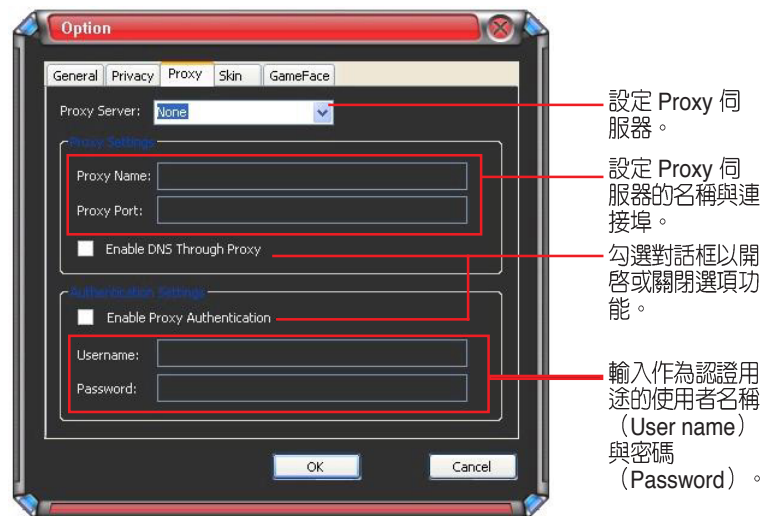 Option
General Privacy Proxy Skin GameFace
Proxy Server: None
Proxy Settings
Proxy Name:
Proxy Port:
Enable DNS Through Proxy
Authentication Settings
Enable Proxy Authentication
Username:
Password:
OK Cancel
設定 Proxy 伺
服器。
設定 Proxy 伺
服器的名稱與連
接埠。
勾選對話框以開
啓或關閉選項功
能。
輸入作為認證用
途的使用者名稱
（User name）
與密碼
（Password）。